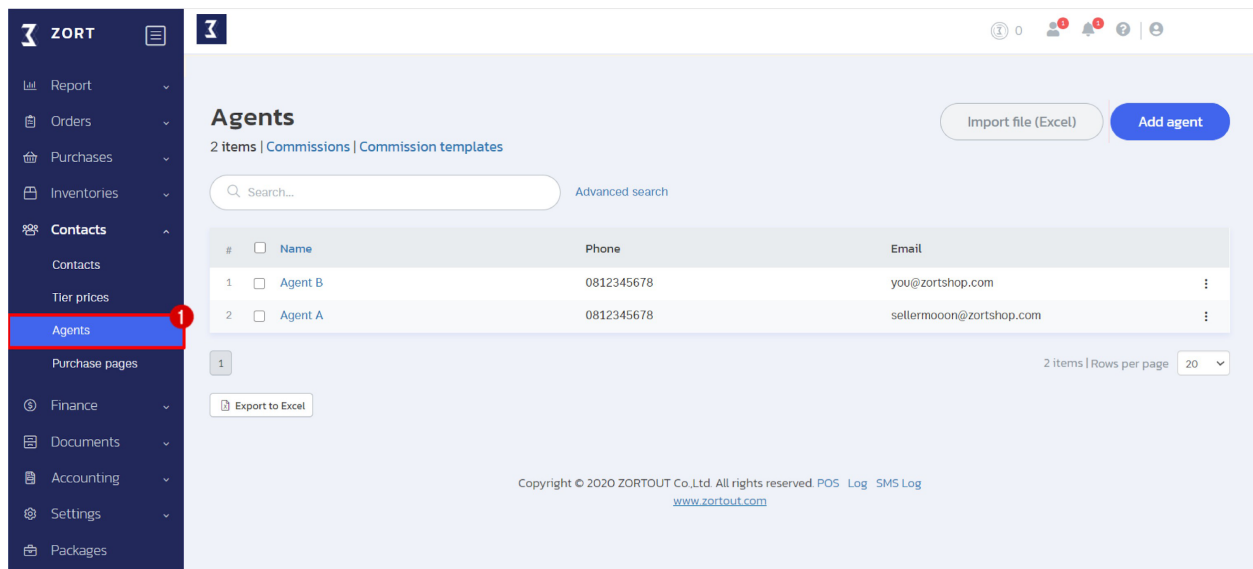 ZORT
0 1 1
Report
Orders
Purchases
Inventories
Contacts
Contacts
Tier prices
Agents
1
Purchase pages
Finance
Documents
Accounting
Settings
Packages
Agents
Import file (Excel) Add agent
2 items | Commissions | Commission templates
Search... Advanced search
# Name Phone Email
1 Agent B 0812345678 you@zortshop.com
2 Agent A 0812345678 sellermooon@zortshop.com
1 2 items | Rows per page 20
Export to Excel
Copyright © 2020 ZORTOUT Co.,Ltd. All rights reserved. POS Log SMS Log
www.zortout.com